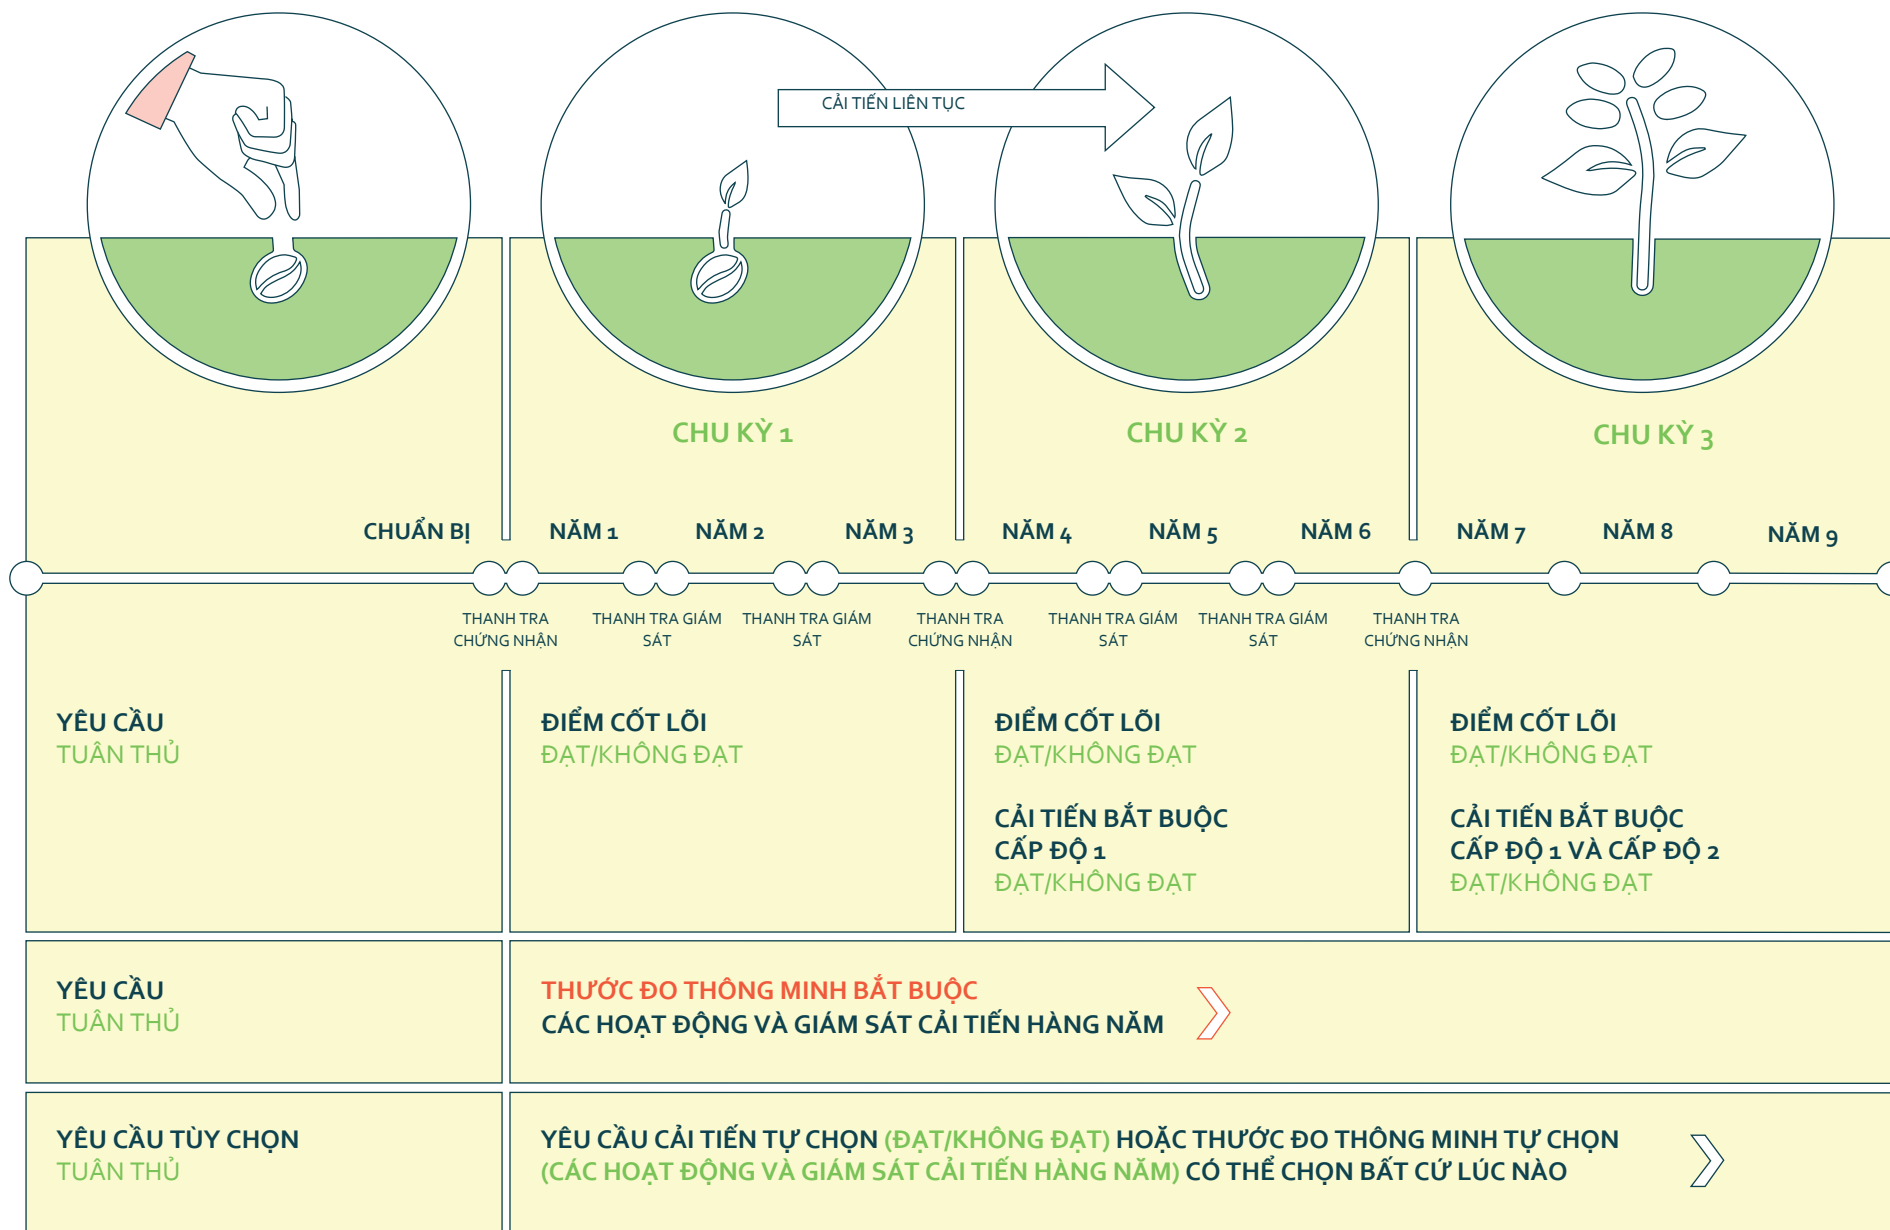 CẢI TIẾN LIÊN TỤC
CHU KỲ 1
CHU KỲ 2
CHU KỲ 3
CHUẨN BỊ
NĂM 1
NĂM 2
NĂM 3
NĂM 4
NĂM 5
NĂM 6
NĂM 7
NĂM 8
NĂM 9
THANH TRA
CHỨNG NHẬN
THANH TRA GIÁM
SÁT
THANH TRA GIÁM
SÁT
THANH TRA
CHỨNG NHẬN
THANH TRA GIÁM
SÁT
THANH TRA GIÁM
SÁT
THANH TRA
CHỨNG NHẬN
YÊU CẦU
TUÂN THỦ
ĐIỂM CỐT LÕI
ĐẠT/KHÔNG ĐẠT
ĐIỂM CỐT LÕI
ĐẠT/KHÔNG ĐẠT
CẢI TIẾN BẮT BUỘC
CẤP ĐỘ 1
ĐẠT/KHÔNG ĐẠT
ĐIỂM CỐT LÕI
ĐẠT/KHÔNG ĐẠT
CẢI TIẾN BẮT BUỘC
CẤP ĐỘ 1 VÀ CẤP ĐỘ 2
ĐẠT/KHÔNG ĐẠT
YÊU CẦU
TUÂN THỦ
THƯỚC ĐO THÔNG MINH BẮT BUỘC
CÁC HOẠT ĐỘNG VÀ GIÁM SÁT CẢI TIẾN HÀNG NĂM
YÊU CẦU TÙY CHỌN
TUÂN THỦ
YÊU CẦU CẢI TIẾN TỰ CHỌN (ĐẠT/KHÔNG ĐẠT) HOẶC THƯỚC ĐO THÔNG MINH TỰ CHỌN
(CÁC HOẠT ĐỘNG VÀ GIÁM SÁT CẢI TIẾN HÀNG NĂM) CÓ THỂ CHỌN BẤT CỨ LÚC NÀO